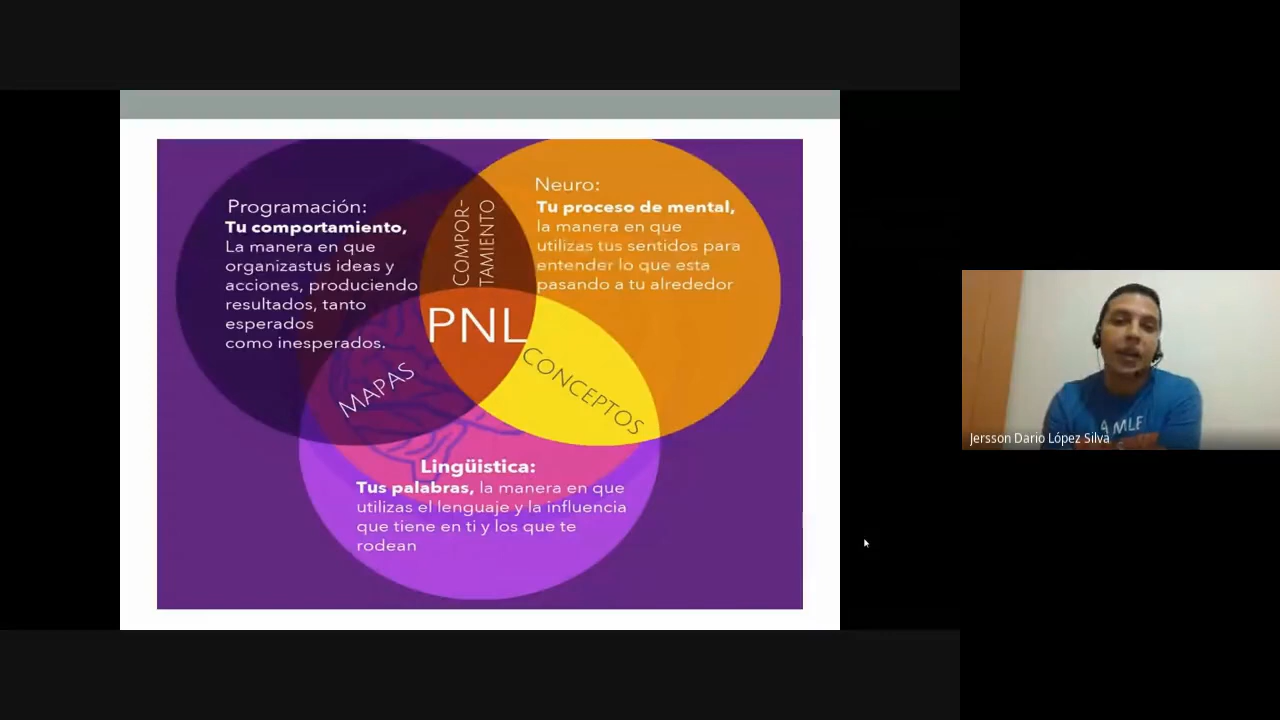 Programación:
Tu comportamiento,
La manera en que
organizastus ideas y
acciones, produciendo
resultados, tanto
esperados
como inesperados.
COMPOR-
TAMIENTO
Neuro:
Tu proceso de mental,
la manera en que
utilizas tus sentidos para
entender lo que esta
pasando a tu alrededor
PNL
MAPAS
CONCEPTOS
Lingüistica:
Tus palabras, la manera en que
utilizas el lenguaje y la influencia
que tiene en ti y los que te
rodean
Jersson Dario López Silva